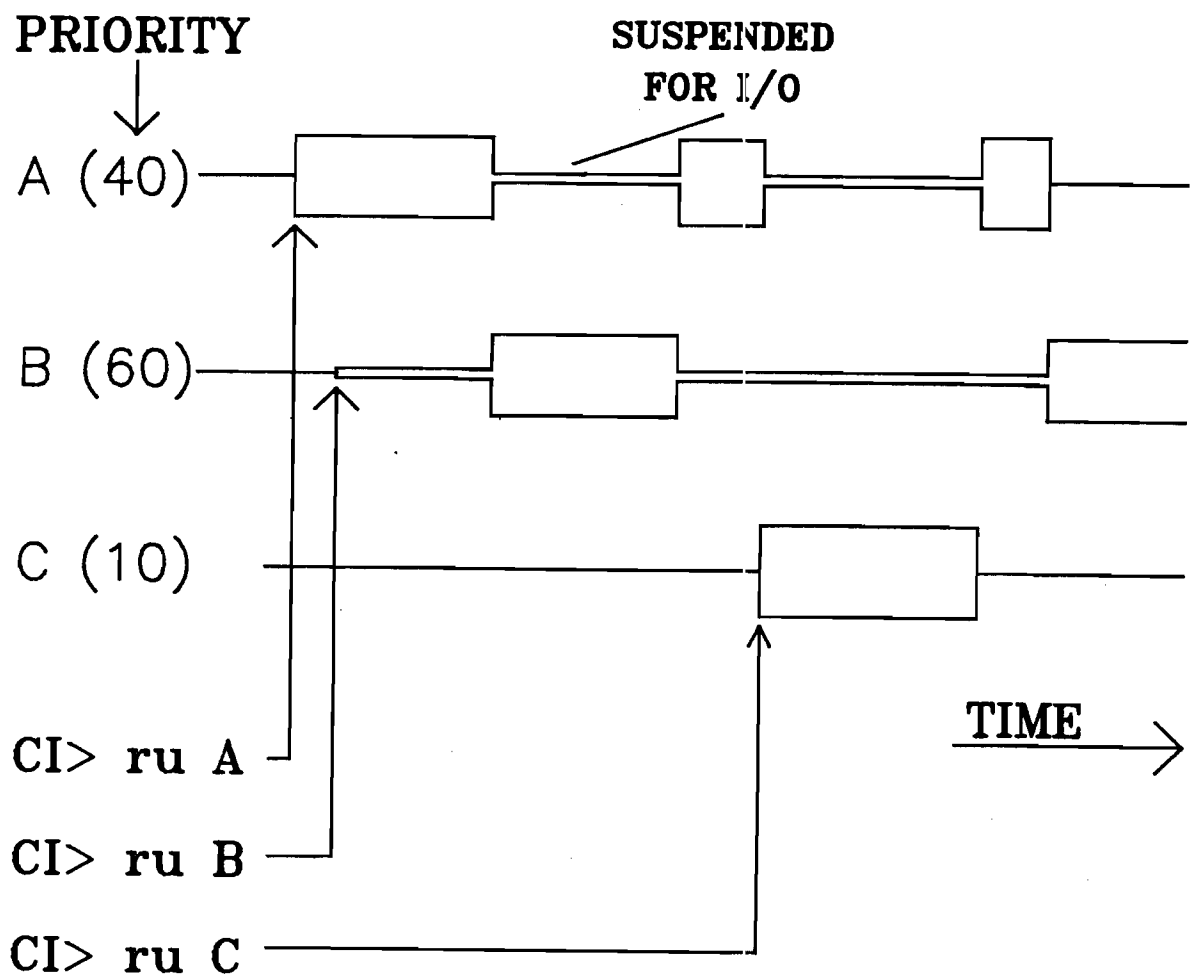 PRIORITY
SUSPENDED
FOR I/O
A (40)
B (60)
C (10)
TIME
CI> ru A
CI> ru B
CI> ru C